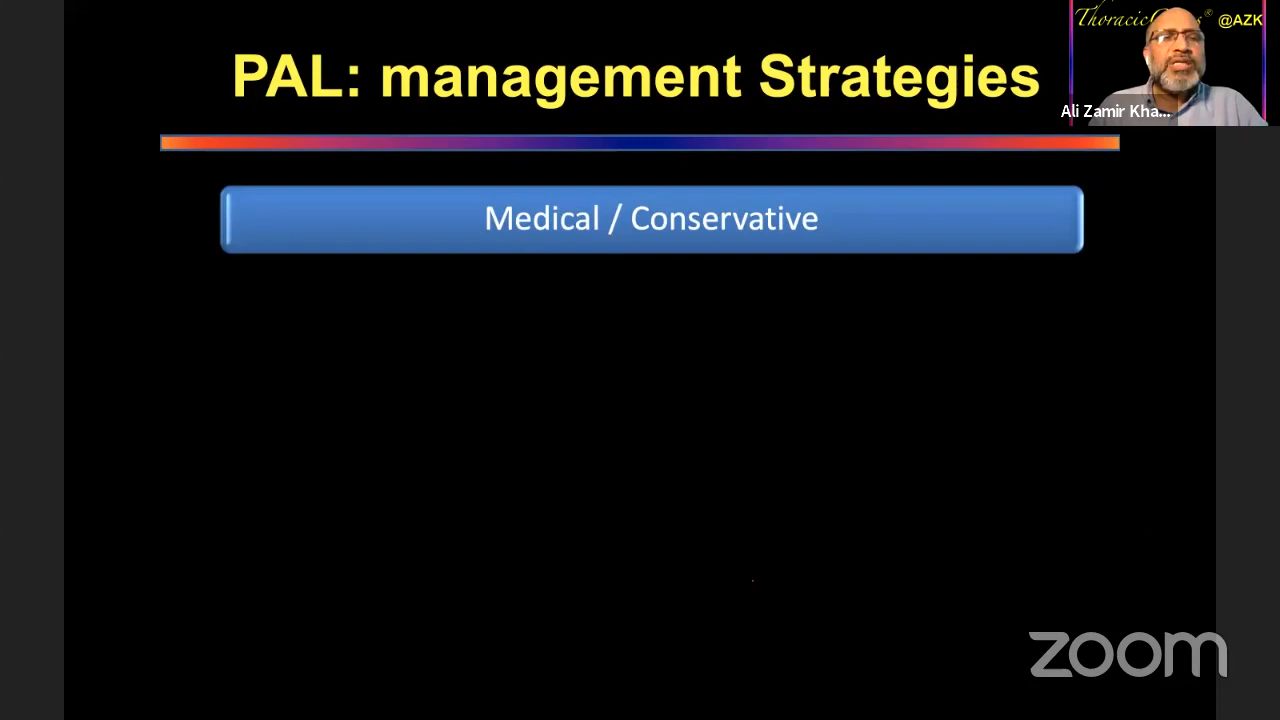 PAL: management Strategies
@AZK
Ali Zamir Kha...
Medical / Conservative
zoom